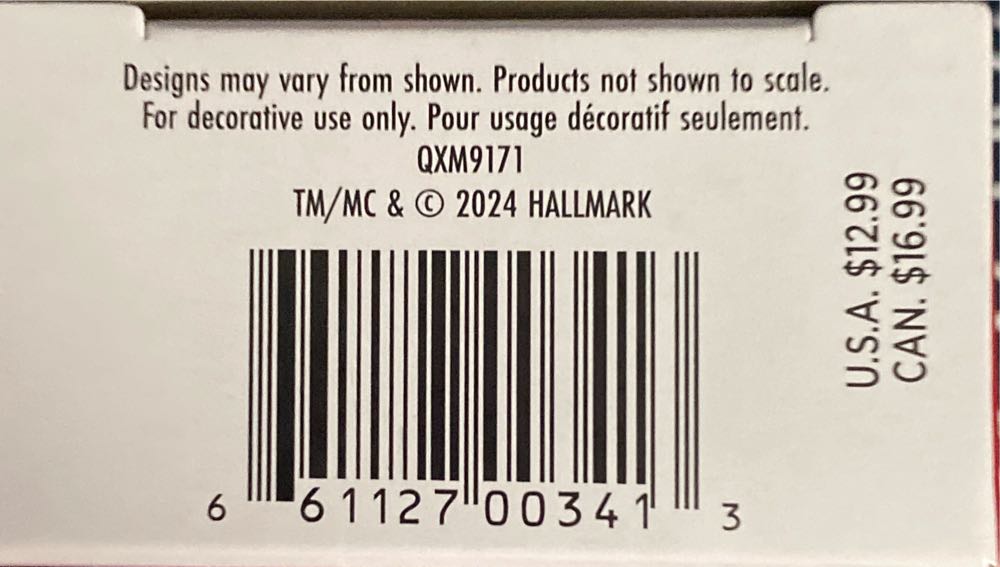 Designs may vary from shown. Products not shown to scale.
For decorative use only. Pour usage décoratif seulement.
QXM9171
TM/MC & © 2024 HALLMARK
U.S.A. $12.99
CAN. $16.99
6 61127 00341 3